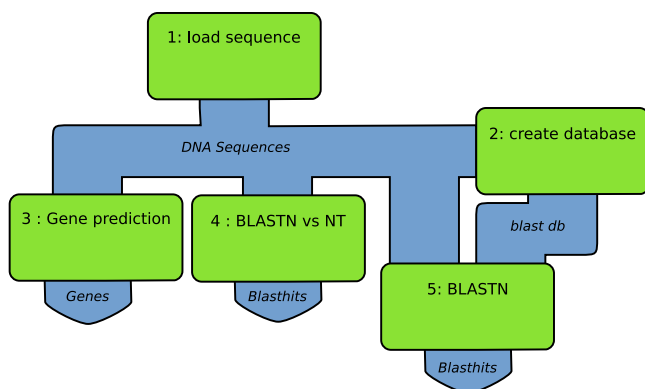 1: load sequence
DNA Sequences
2: create database
3 : Gene prediction
4 : BLASTN vs NT
blast db
Genes
Blasthits
5: BLASTN
Blasthits